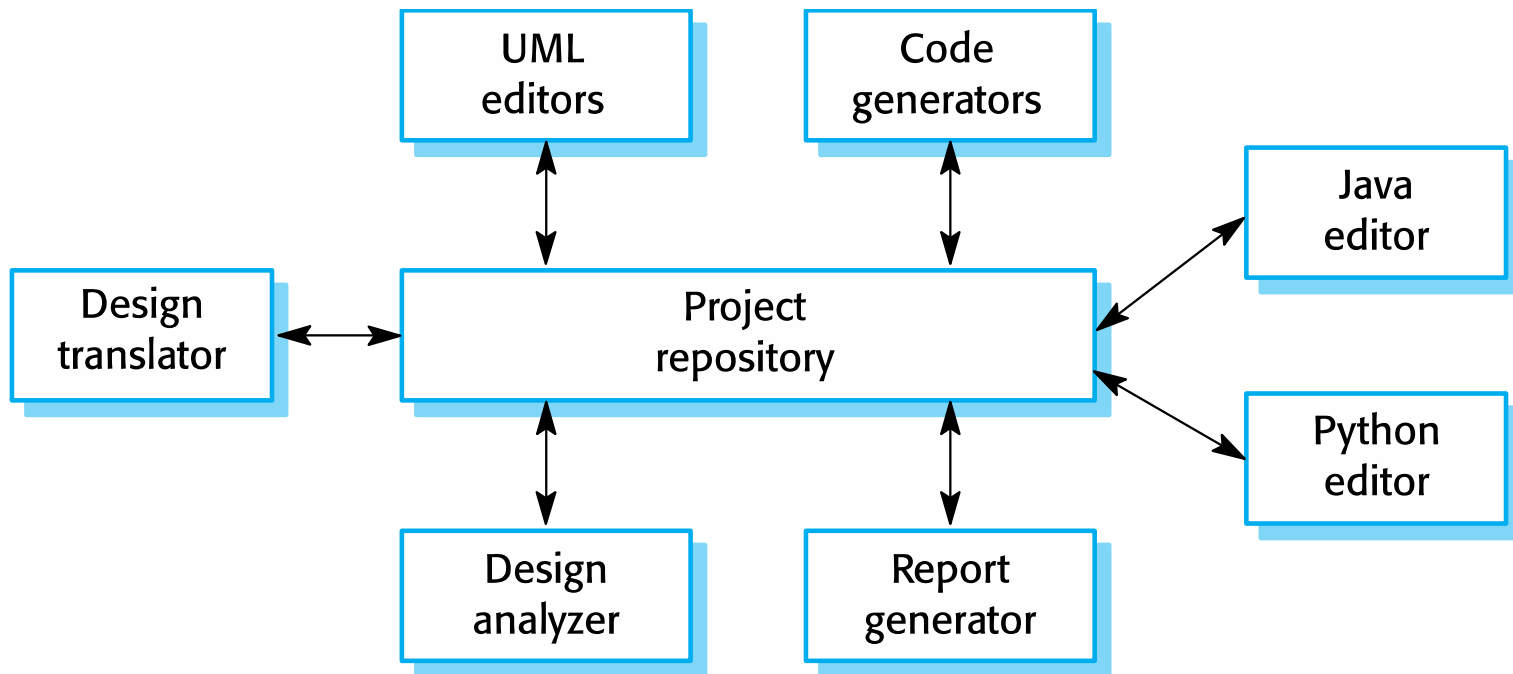 UML
editors
Code
generators
Java
editor
Design
translator
Project
repository
Python
editor
Design
analyzer
Report
generator